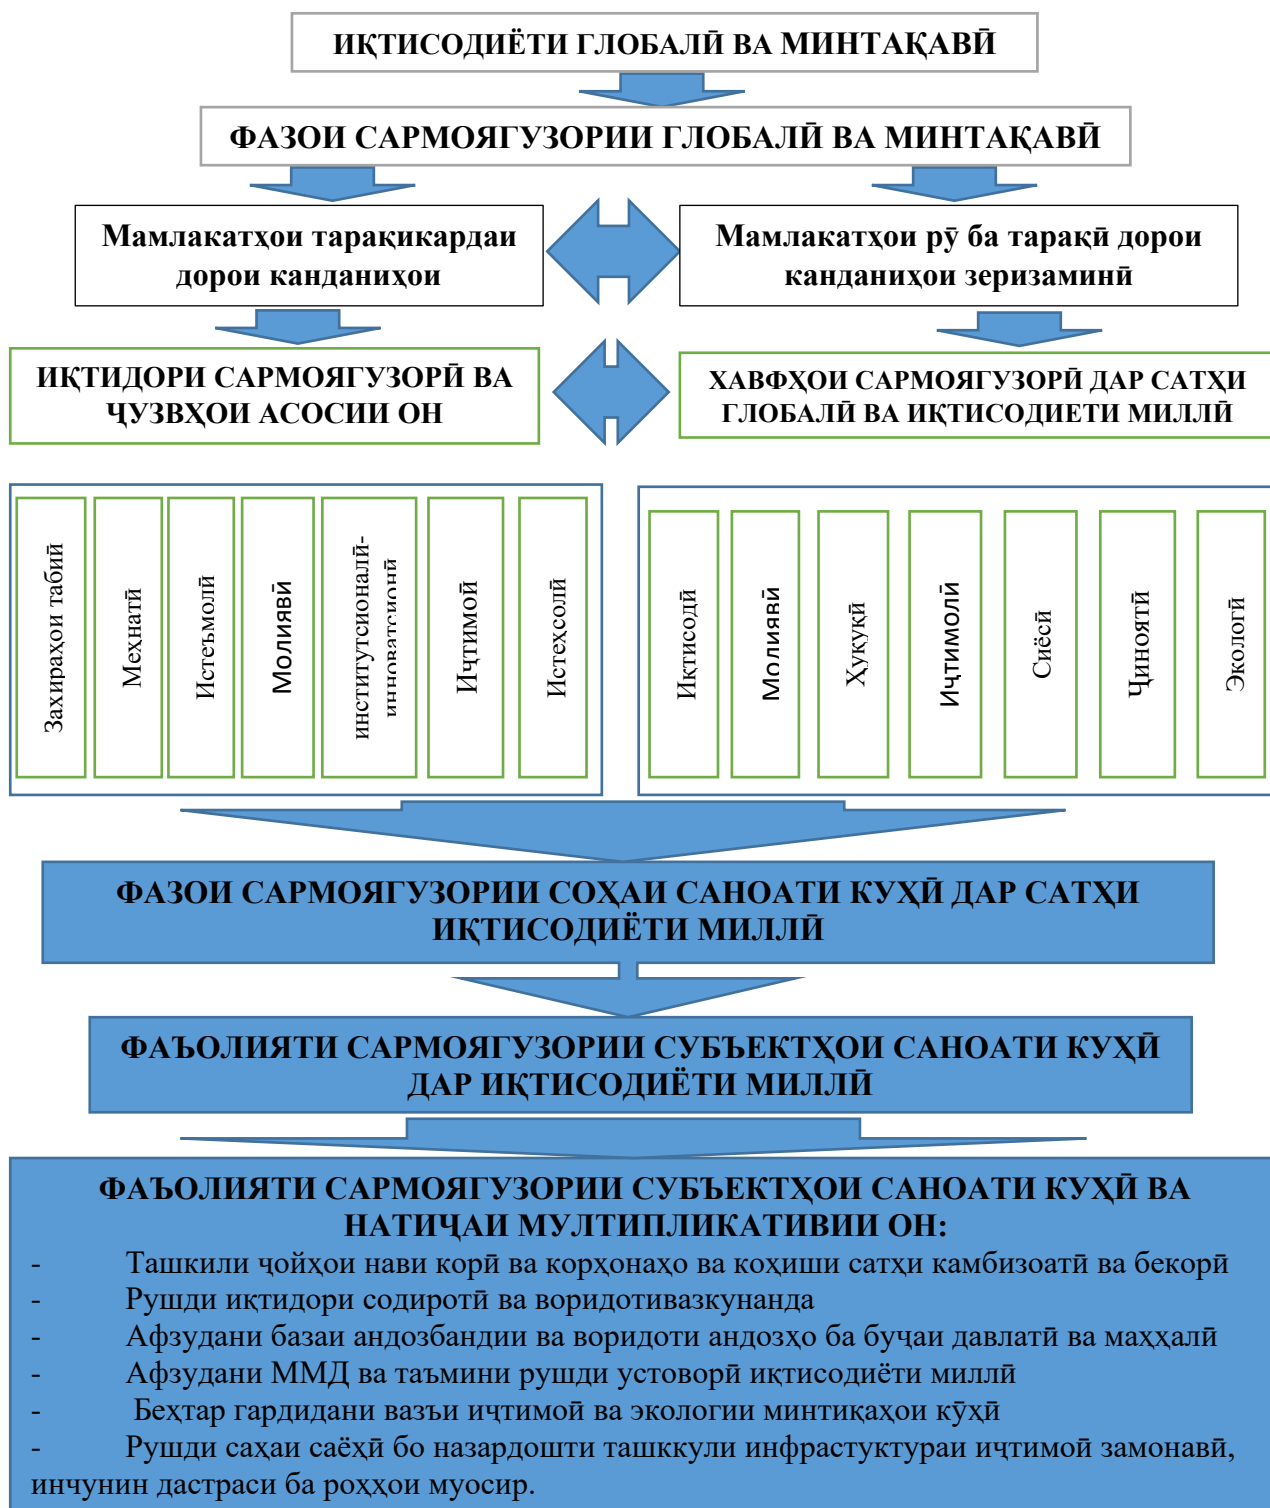 ИҚТИСОДИЁТИ ГЛОБАЛӢ ВА МИНТАҚАВӢ
ФАЗОИ САРМОЯГУЗОРИИ ГЛОБАЛӢ ВА МИНТАҚАВӢ
Мамлакатҳои тарақикардаи
дорои канданиҳои
Мамлакатҳои рӯ ба тарақӣ дорои
канданиҳои зеризаминӣ
ИҚТИДОРИ САРМОЯГУЗОРӢ ВА
ҶУЗВҲОИ АСОСИИ ОН
ХАВФҲОИ САРМОЯГУЗОРӢ ДАР САТҲИ
ГЛОБАЛӢ ВА ИҚТИСОДИЕТИ МИЛЛӢ
Захираҳои табиӣ
Меҳнатӣ
Истеъмолӣ
Молиявӣ
институтсионалӣ-
инноватсионӣ
Иҷтимоӣ
Истеҳсолӣ
Иқтисодӣ
Молиявӣ
Ҳуқуқӣ
Иҷтимолӣ
Сиёсӣ
Ҷиноятӣ
Экологӣ
ФАЗОИ САРМОЯГУЗОРИИ СОҲАИ САНОАТИ КУҲӢ ДАР САТҲИ
ИҚТИСОДИЁТИ МИЛЛӢ
ФАЪОЛИЯТИ САРМОЯГУЗОРИИ СУБЪЕКТҲОИ САНОАТИ КУҲӢ
ДАР ИҚТИСОДИЁТИ МИЛЛӢ
ФАЪОЛИЯТИ САРМОЯГУЗОРИИ СУБЪЕКТҲОИ САНОАТИ КУҲӢ ВА
НАТИҶАИ МУЛТИПЛИКАТИВИИ ОН:
- Ташкили ҷойҳои нави корӣ ва корҳонаҳо ва коҳиши сатҳи камбизоатӣ ва бекорӣ
- Рушди иқтидори содиротӣ ва воридотивазкунанда
- Афзудани базаи андозбандии ва воридоти андозҳо ба буҷаи давлатӣ ва маҳҳалӣ
- Афзудани ММД ва таъмини рушди устоворӣ иқтисодиёти миллӣ
- Беҳтар гардидани вазъи иҷтимоӣ ва экологии минтиқаҳои кӯҳӣ
- Рушди саҳаи саёҳӣ бо назардошти ташккули инфрастуктураи иҷтимоӣ замонавӣ,
инчунин дастраси ба роҳҳои муосир.